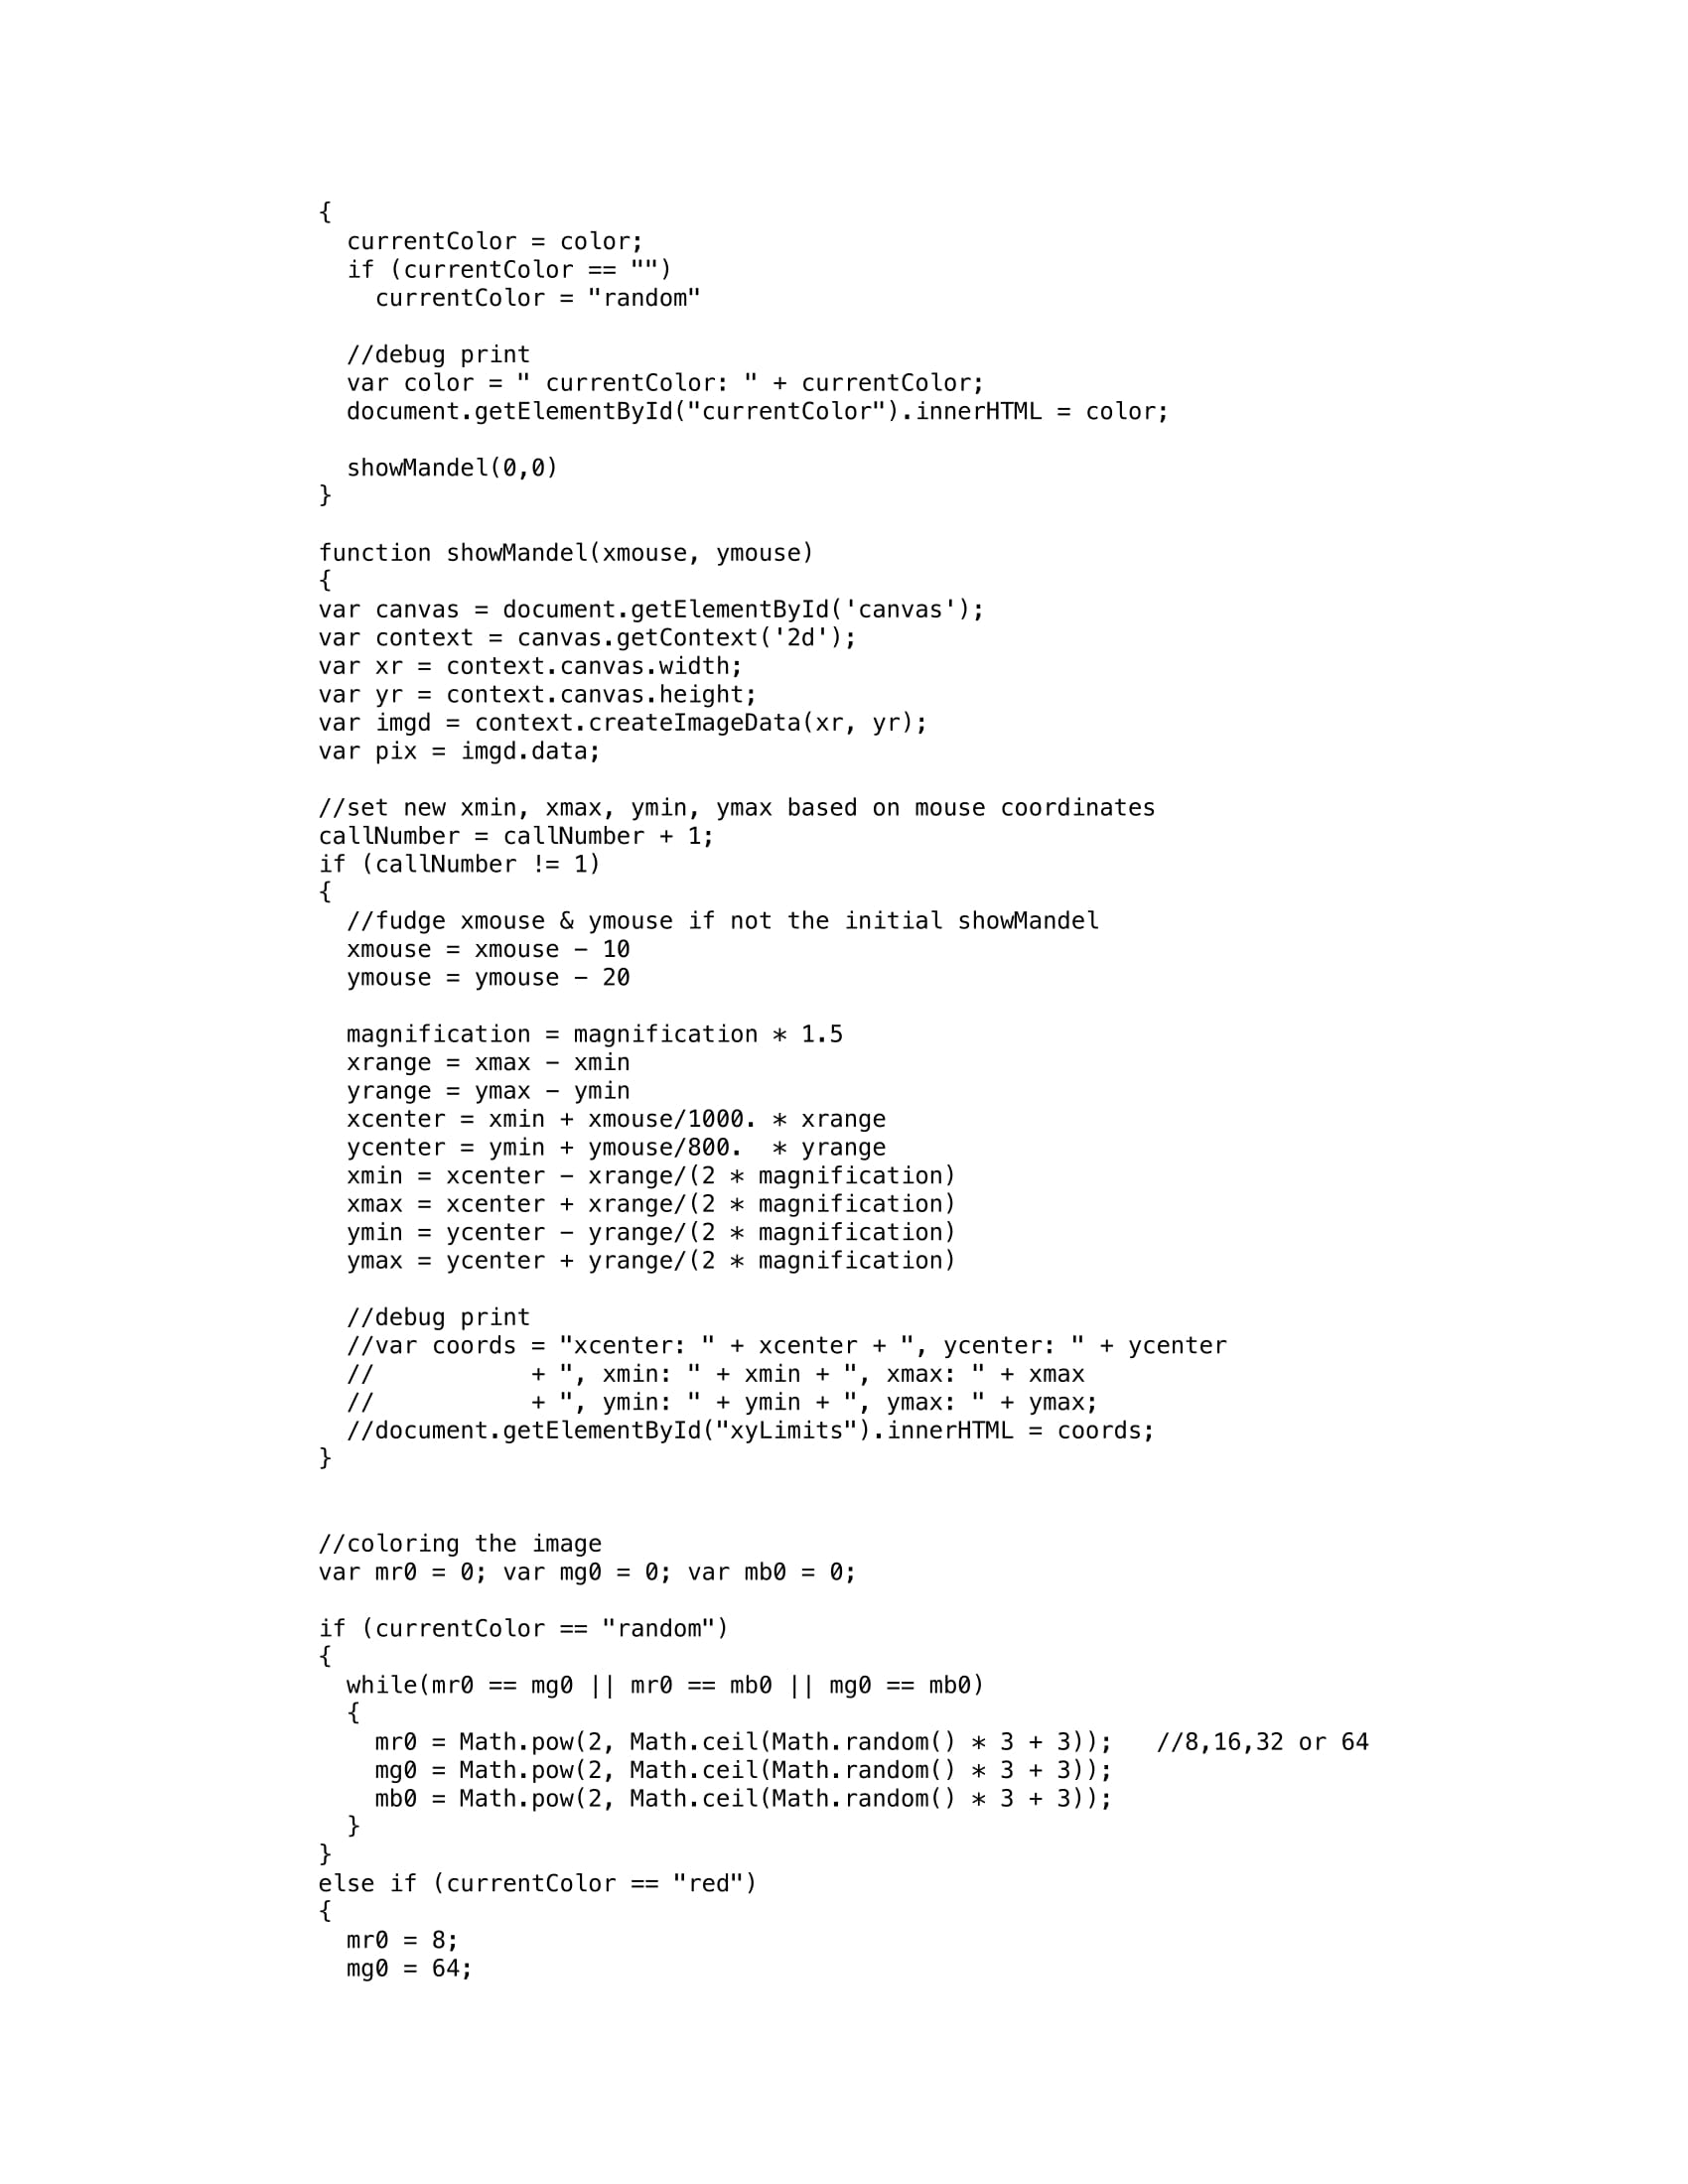 {
  currentColor = color;
  if (currentColor == "")
    currentColor = "random"

  //debug print
  var color = " currentColor: " + currentColor;
  document.getElementById("currentColor").innerHTML = color;

  showMandel(0,0)
}

function showMandel(xmouse, ymouse)
{
var canvas = document.getElementById('canvas');
var context = canvas.getContext('2d');
var xr = context.canvas.width;
var yr = context.canvas.height;
var imgd = context.createImageData(xr, yr);
var pix = imgd.data;

//set new xmin, xmax, ymin, ymax based on mouse coordinates
callNumber = callNumber + 1;
if (callNumber != 1)
{
  //fudge xmouse & ymouse if not the initial showMandel
  xmouse = xmouse - 10
  ymouse = ymouse - 20

  magnification = magnification * 1.5
  xrange = xmax - xmin
  yrange = ymax - ymin
  xcenter = xmin + xmouse/1000. * xrange
  ycenter = ymin + ymouse/800.  * yrange
  xmin = xcenter - xrange/(2 * magnification)
  xmax = xcenter + xrange/(2 * magnification)
  ymin = ycenter - yrange/(2 * magnification)
  ymax = ycenter + yrange/(2 * magnification)

  //debug print
  //var coords = "xcenter: " + xcenter + ", ycenter: " + ycenter
  //           + ", xmin: " + xmin + ", xmax: " + xmax
  //           + ", ymin: " + ymin + ", ymax: " + ymax;
  //document.getElementById("xyLimits").innerHTML = coords;
}


//coloring the image
var mr0 = 0; var mg0 = 0; var mb0 = 0;

if (currentColor == "random")
{
  while(mr0 == mg0 || mr0 == mb0 || mg0 == mb0)
  {
    mr0 = Math.pow(2, Math.ceil(Math.random() * 3 + 3));   //8,16,32 or 64
    mg0 = Math.pow(2, Math.ceil(Math.random() * 3 + 3));
    mb0 = Math.pow(2, Math.ceil(Math.random() * 3 + 3));
  }
}
else if (currentColor == "red")
{
  mr0 = 8;
  mg0 = 64;